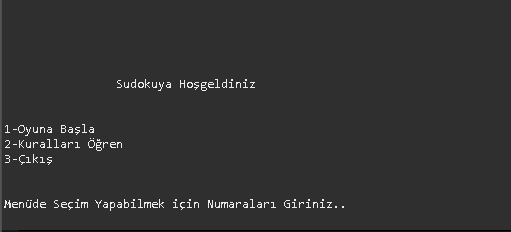 Sudokuya Hoşgeldiniz
1-Oyuna Başla
2-Kuralları Öğren
3-Çıkış
Menüde Seçim Yapabilmek için Numaraları Giriniz..